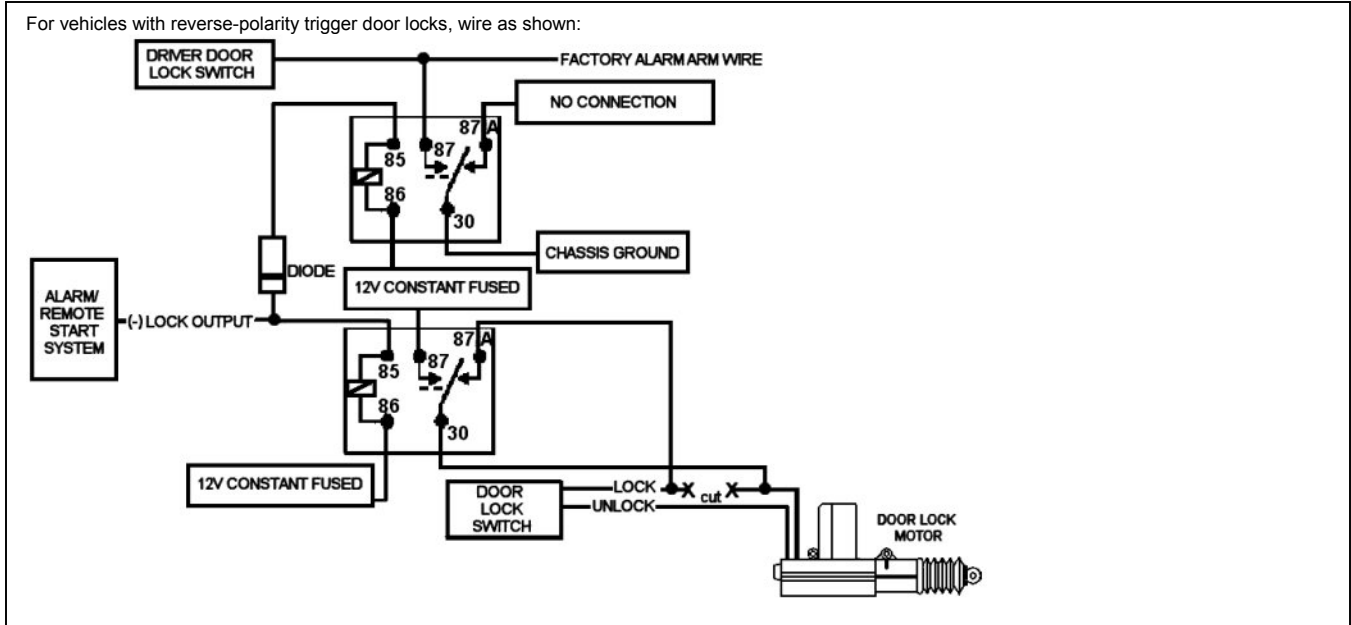 For vehicles with reverse-polarity trigger door locks, wire as shown:
DRIVER DOOR
LOCK SWITCH
FACTORY ALARM ARM WIRE
NO CONNECTION
87 A
87
85
86
30
CHASSIS GROUND
DIODE
12V CONSTANT FUSED
ALARM/
REMOTE
START
SYSTEM
(-) LOCK OUTPUT
87 A
87
85
86
30
12V CONSTANT FUSED
DOOR
LOCK
SWITCH
LOCK
UNLOCK
X cut X
DOOR LOCK
MOTOR